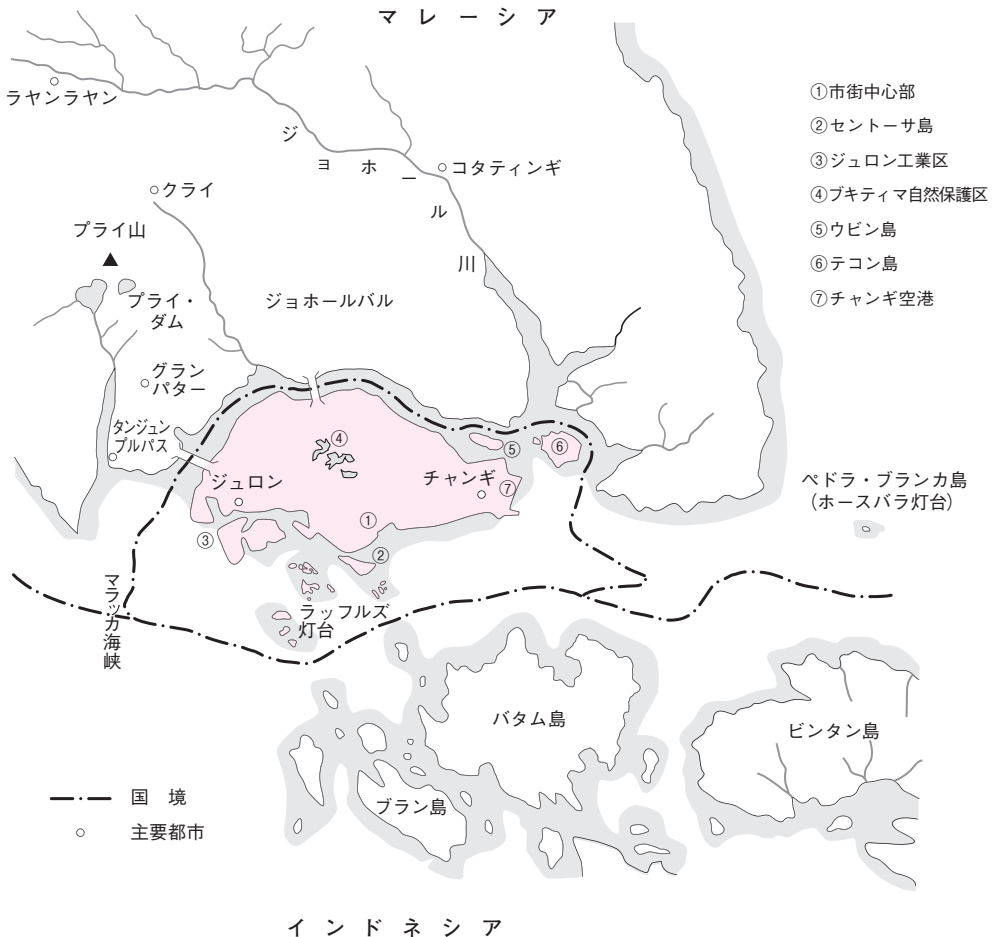 マレーシア
ラヤンラヤン
ジョホール川
コタティンギ
クライ
プライ山
プライ・
ダム
ジョホールバル
グラン
パター
タンジュン
プルパス
①市街中心部
②セントーサ島
③ジュロン工業区
④ブキティマ自然保護区
⑤ウビン島
⑥テコン島
⑦チャンギ空港
④
⑤
⑥
ジュロン
チャンギ
⑦
①
③
②
ペドラ・ブランカ島
(ホースバラ灯台)
マラッカ海峡
ラッフルズ
灯台
バタム島
ビンタン島
ブラン島
国 境
主要都市
インドネシア